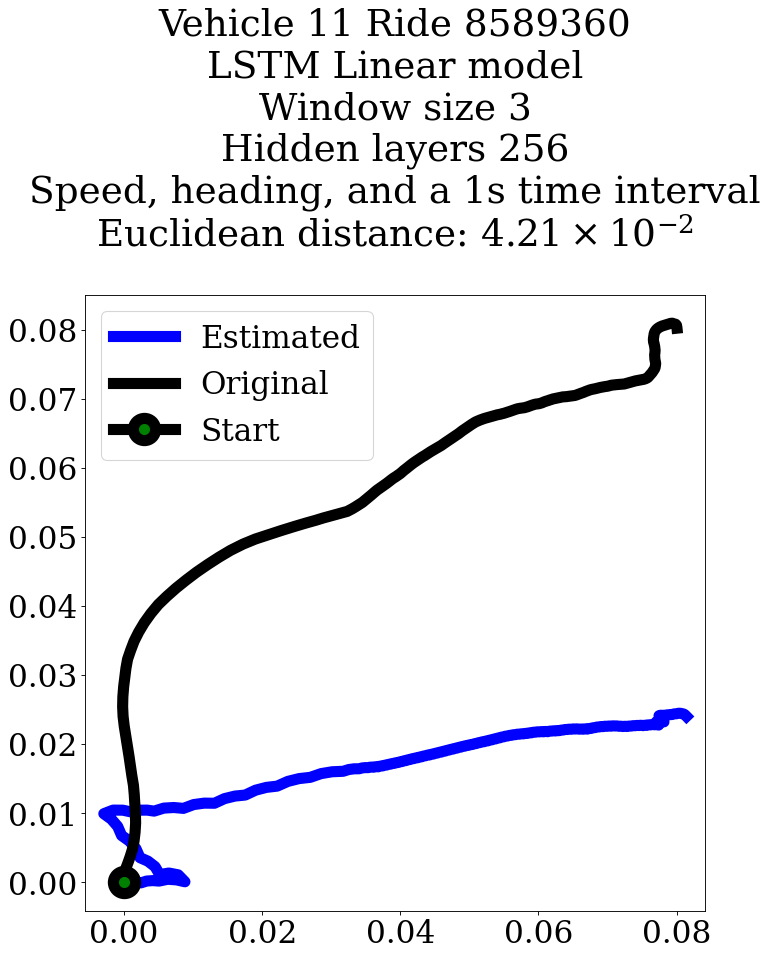 Vehicle 11 Ride 8589360
LSTM Linear model
Window size 3
Hidden layers 256
Speed, heading, and a 1s time interval
Euclidean distance: 4.21 × 10⁻²
Estimated
Original
Start
0.08
0.07
0.06
0.05
0.04
0.03
0.02
0.01
0.00
0.00 0.02 0.04 0.06 0.08